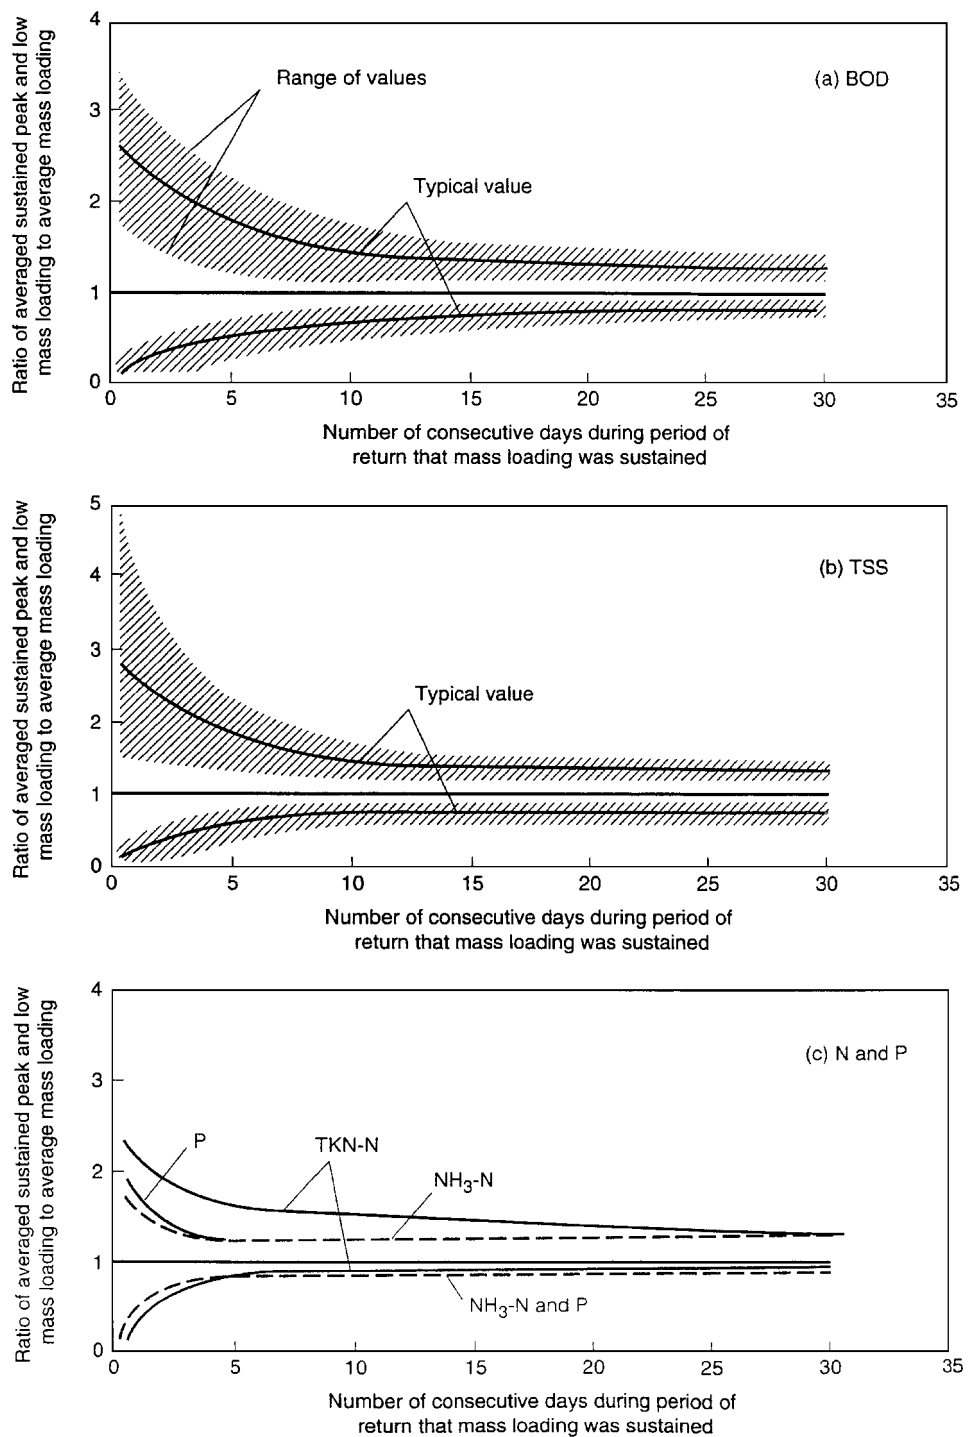 Ratio of averaged sustained peak and low
mass loading to average mass loading
4
3
2
1
0
Range of values
Typical value
(a) BOD
0 5 10 15 20 25 30 35
Number of consecutive days during period of
return that mass loading was sustained
Ratio of averaged sustained peak and low
mass loading to average mass loading
5
4
3
2
1
0
(b) TSS
Typical value
0 5 10 15 20 25 30 35
Number of consecutive days during period of
return that mass loading was sustained
Ratio of averaged sustained peak and low
mass loading to average mass loading
4
3
2
1
0
(c) N and P
P
TKN-N
NH₃-N
NH₃-N and P
0 5 10 15 20 25 30 35
Number of consecutive days during period of
return that mass loading was sustained